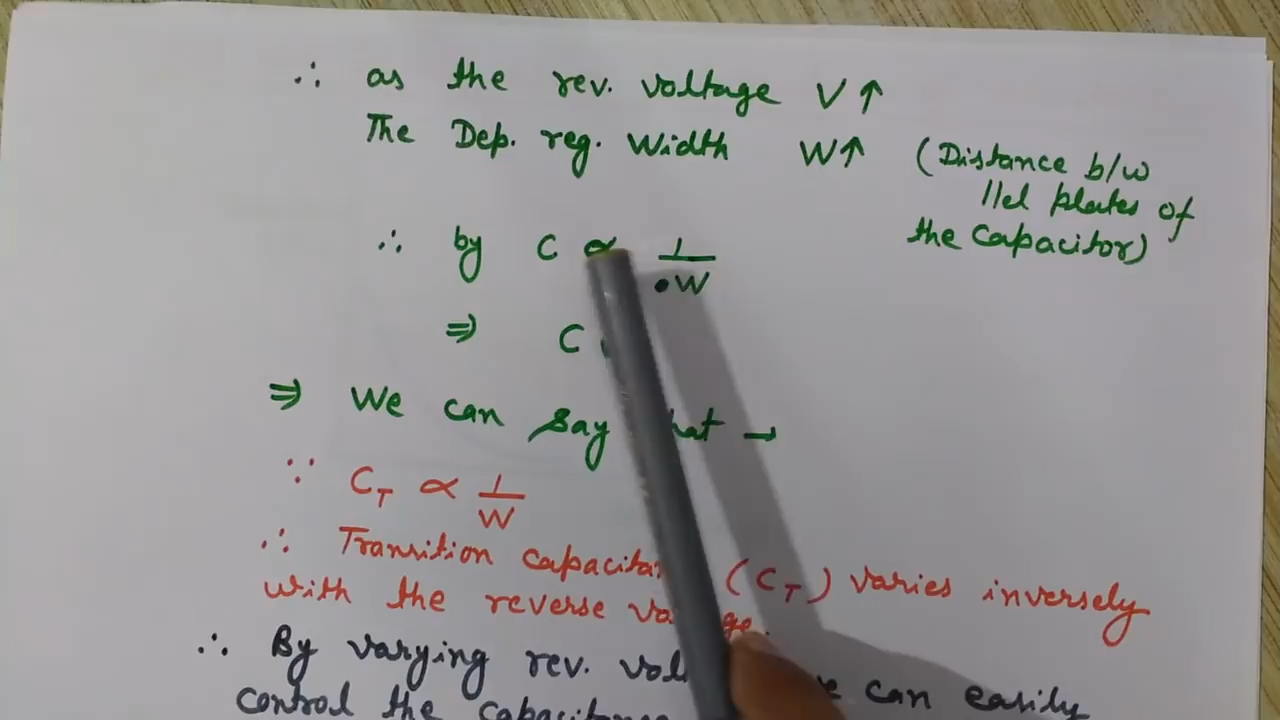 ∴ as the rev. voltage V↑
The Dep. reg. Width W↑ (Distance b/w
llel plates of
the capacitor)
∴ by C ∝ 1/W
⇒ C
⇒ We can say →
∵ C_T ∝ 1/W
∴ Transition (C_T) varies inversely
with the reverse
∴ By varying rev. can easily
control the